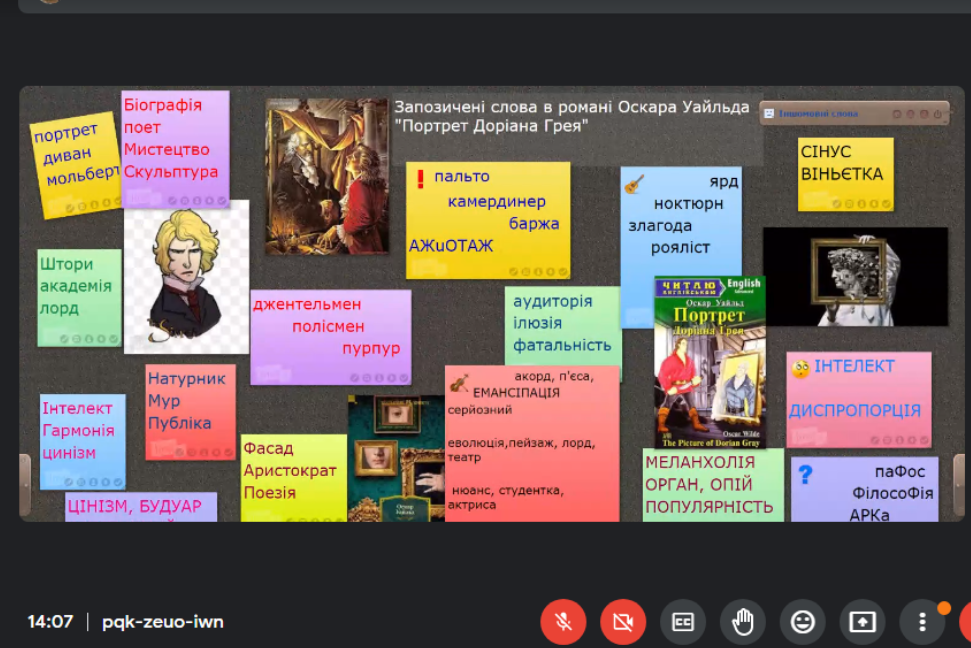 Запозичені слова в романі Оскара Уайльда
"Портрет Доріана Грея"
Іншомовні слова
портрет
диван
мольберт
Біографія
поет
Мистецтво
Скульптура
пальто
камердинер
баржа
АЖиОТАЖ
ярд
ноктюрн
злагода
рояліст
СІНУС
ВІНЬЄТКА
Штори
академія
лорд
джентельмен
полісмен
пурпур
аудиторія
ілюзія
фатальність
ЧИТАЮ
АНГЛІЙСЬКОЮ
English
Оскар Уайльд
Портрет
Доріана Грея
Oscar Wilde
The Picture of Dorian Gray
ІНТЕЛЕКТ
ДИСПРОПОРЦІЯ
Інтелект
Гармонія
цинізм
Натурник
Мур
Публіка
Фасад
Аристократ
Поезія
акорд, п'єса,
ЕМАНСІПАЦІЯ
серйозний
еволюція,пейзаж, лорд,
театр
нюанс, студентка,
актриса
МЕЛАНХОЛІЯ
ОРГАН, ОПІЙ
ПОПУЛЯРНІСТЬ
паФос
ФілосоФія
АРКа
ЦІНІЗМ, БУДУАР
14:07
pqk-zeuo-iwn
CC